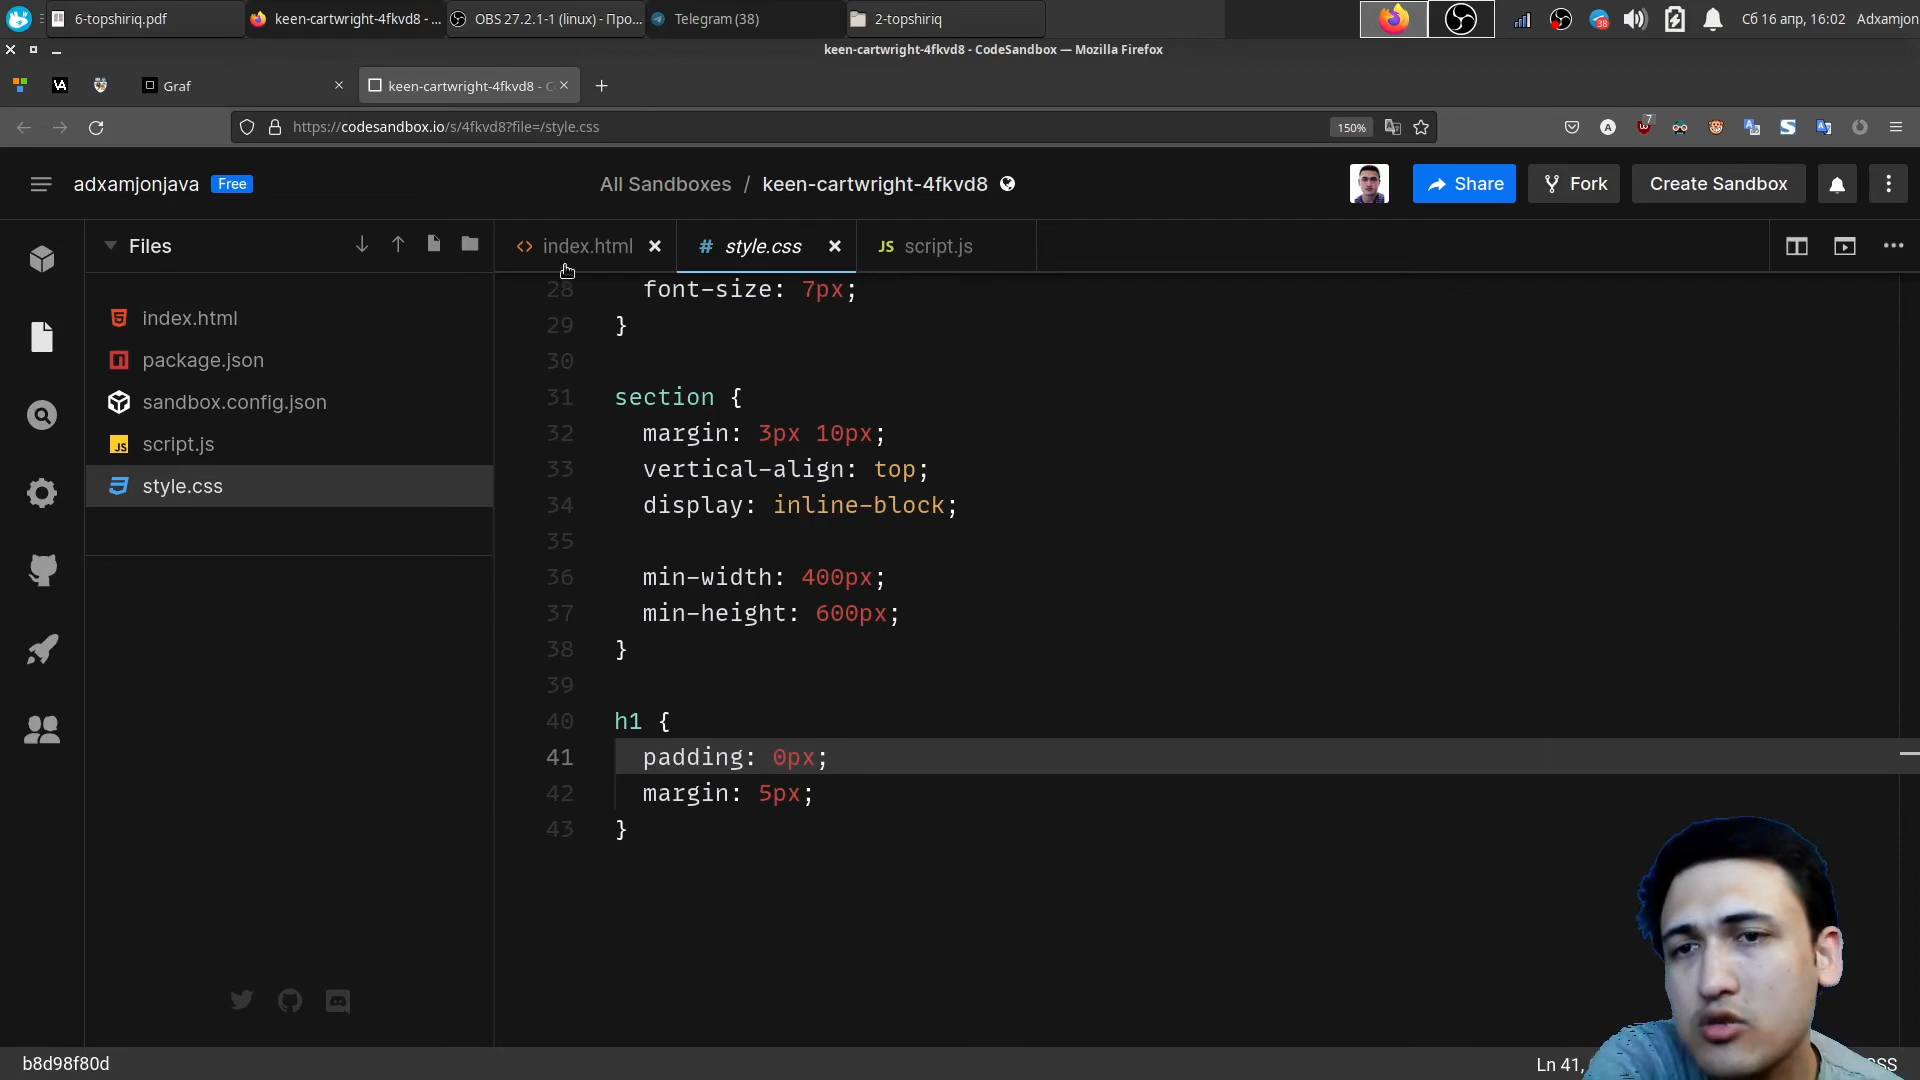 6-topshiriq.pdf
keen-cartwright-4fkvd8 - ...
OBS 27.2.1-1 (linux) - Про...
Telegram (38)
2-topshiriq
38
Сб 16 апр, 16:02
Adxamjon
keen-cartwright-4fkvd8 - CodeSandbox — Mozilla Firefox
VA
Graf
keen-cartwright-4fkvd8 - C
https://codesandbox.io/s/4fkvd8?file=/style.css
150%
7
adxamjonjava
Free
All Sandboxes / keen-cartwright-4fkvd8
Share
Fork
Create Sandbox
Files
<> index.html
# style.css
JS script.js
index.html
package.json
sandbox.config.json
JS script.js
style.css
28 font-size: 7px;
29 }
30
31 section {
32 margin: 3px 10px;
33 vertical-align: top;
34 display: inline-block;
35
36 min-width: 400px;
37 min-height: 600px;
38 }
39
40 h1 {
41 padding: 0px;
42 margin: 5px;
43 }
b8d98f80d
Ln 41,